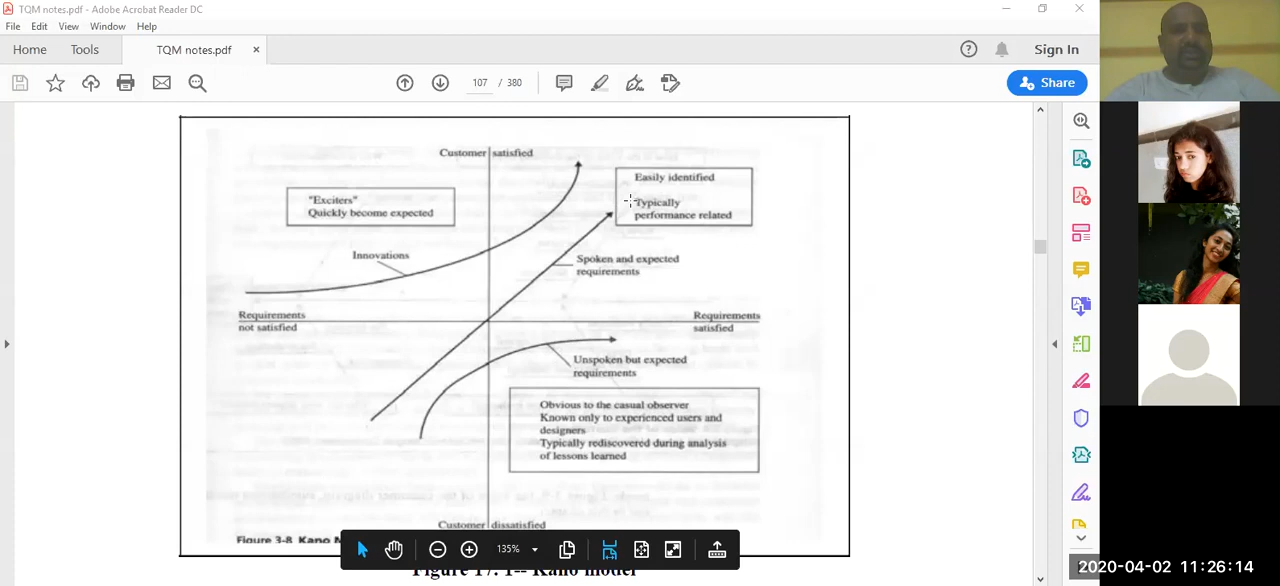 TQM notes.pdf - Adobe Acrobat Reader DC
File Edit View Window Help
Home Tools TQM notes.pdf × Sign In
107 / 380 Share
Customer satisfied
"Exciters"
Quickly become expected
Easily identified
Typically
performance related
Innovations
Spoken and expected
requirements
Requirements
not satisfied
Requirements
satisfied
Unspoken but expected
requirements
Obvious to the casual observer
Known only to experienced users and
designers
Typically rediscovered during analysis
of lessons learned
Customer dissatisfied
Figure 3-8 Kano
135%
Figure 17. 1-- Kano model
2020-04-02 11:26:14